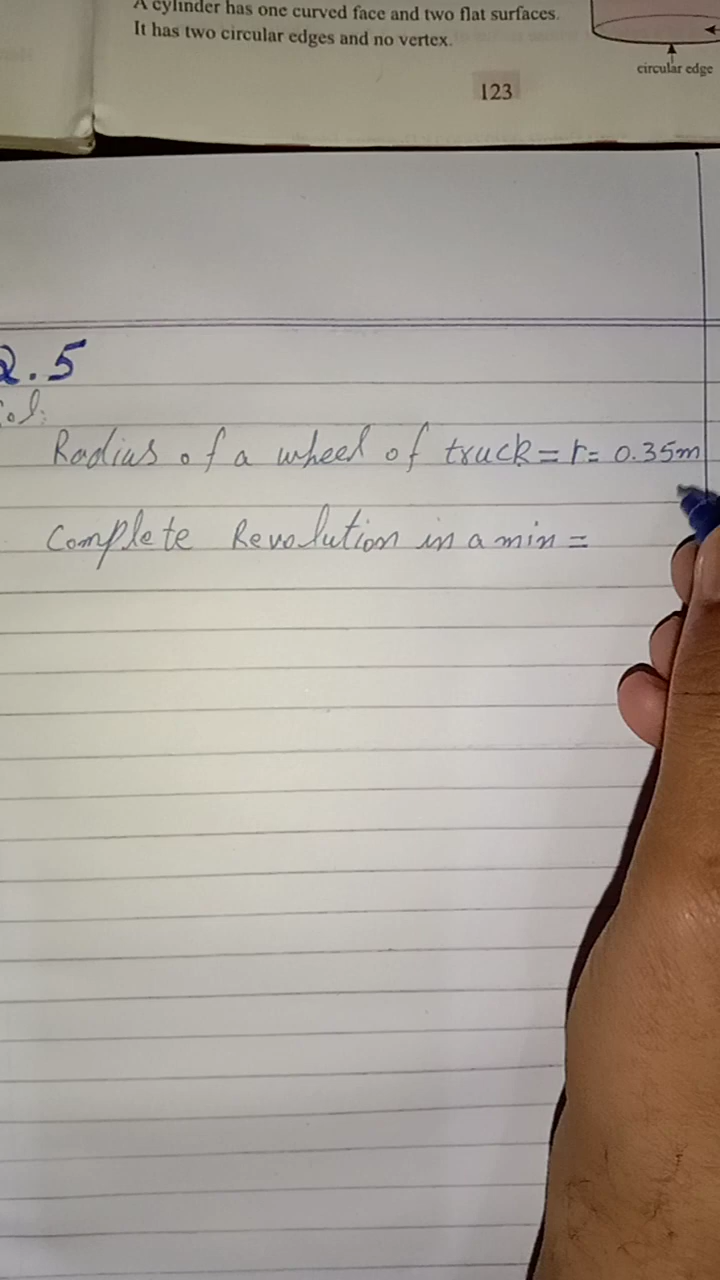 A cylinder has one curved face and two flat surfaces.
It has two circular edges and no vertex.
circular edge
123
2.5
Sol:
Radius of a wheel of truck = r = 0.35m
Complete Revolution in a min =